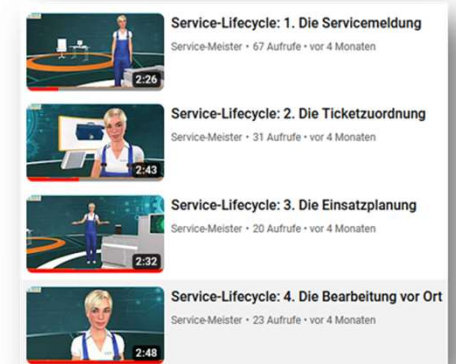 Service-Lifecycle: 1. Die Servicemeldung
Service-Meister • 67 Aufrufe • vor 4 Monaten
2:26
Service-Lifecycle: 2. Die Ticketzuordnung
Service-Meister • 31 Aufrufe • vor 4 Monaten
2:43
Service-Lifecycle: 3. Die Einsatzplanung
Service-Meister • 20 Aufrufe • vor 4 Monaten
2:32
Service-Lifecycle: 4. Die Bearbeitung vor Ort
Service-Meister • 23 Aufrufe • vor 4 Monaten
2:48